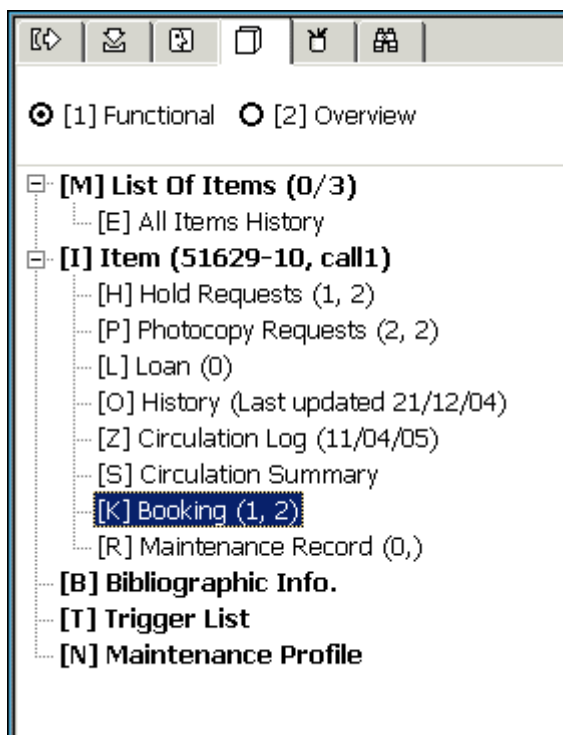 [1] Functional [2] Overview
[M] List Of Items (0/3)
[E] All Items History
[I] Item (51629-10, call1)
[H] Hold Requests (1, 2)
[P] Photocopy Requests (2, 2)
[L] Loan (0)
[O] History (Last updated 21/12/04)
[Z] Circulation Log (11/04/05)
[S] Circulation Summary
[K] Booking (1, 2)
[R] Maintenance Record (0,)
[B] Bibliographic Info.
[T] Trigger List
[N] Maintenance Profile